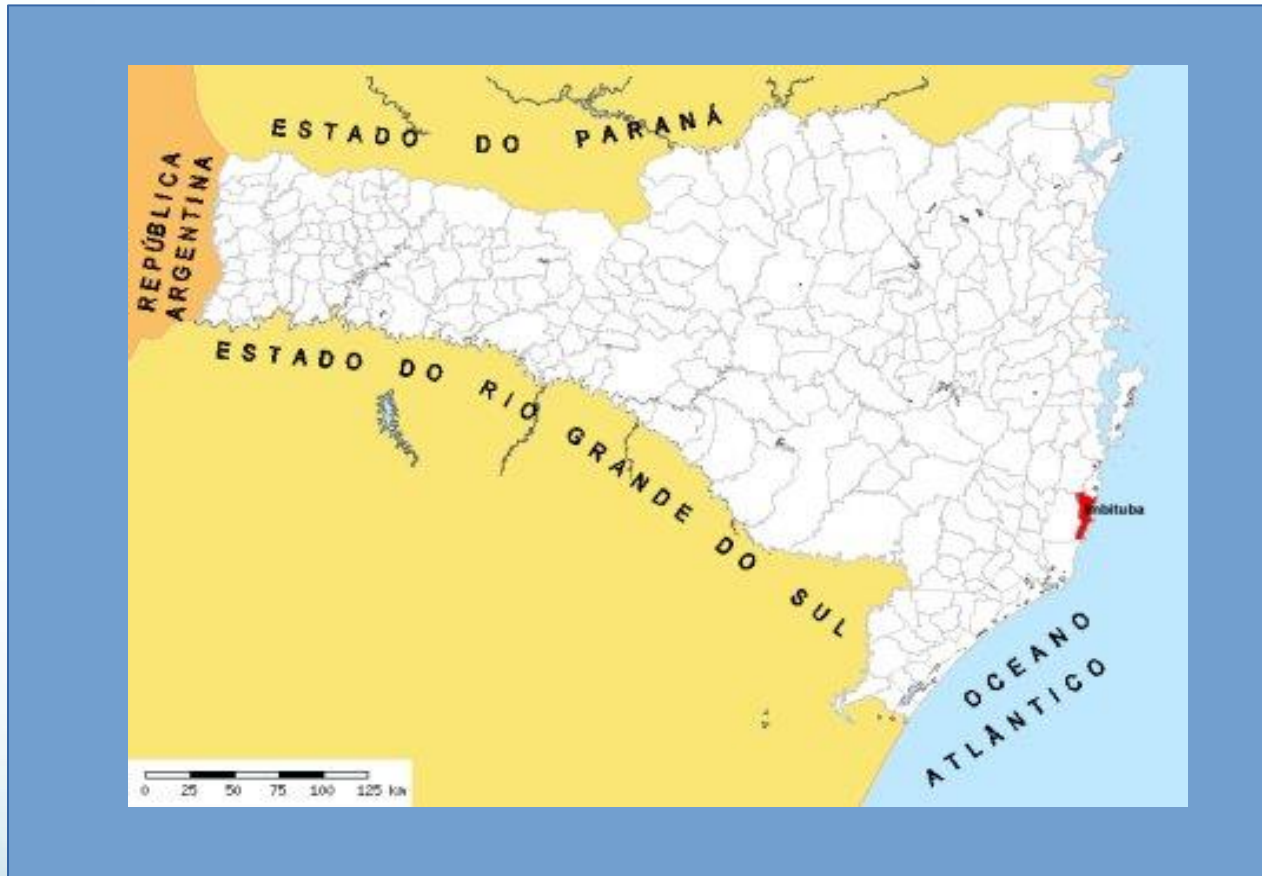 ESTADO DO PARANÁ
REPÚBLICA
ARGENTINA
ESTADO DO RIO GRANDE DO SUL
Imbituba
OCEANO
ATLÂNTICO
0 25 50 75 100 125 km